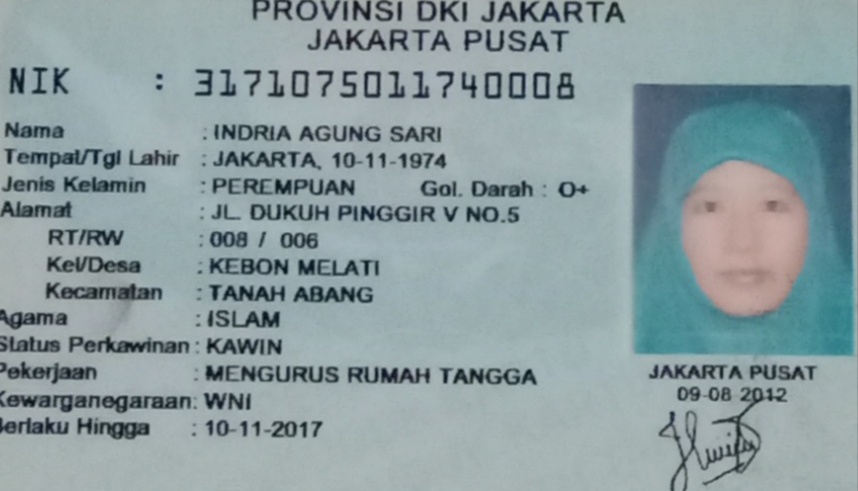 PROVINSI DKI JAKARTA
JAKARTA PUSAT
NIK : 3171075011740008
Nama : INDRIA AGUNG SARI
Tempat/Tgl Lahir : JAKARTA, 10-11-1974
Jenis Kelamin : PEREMPUAN Gol. Darah : O+
Alamat : JL. DUKUH PINGGIR V NO.5
RT/RW : 008 / 006
Kel/Desa : KEBON MELATI
Kecamatan : TANAH ABANG
Agama : ISLAM
Status Perkawinan : KAWIN
Pekerjaan : MENGURUS RUMAH TANGGA
Kewarganegaraan: WNI
Berlaku Hingga : 10-11-2017
JAKARTA PUSAT
09-08-2012